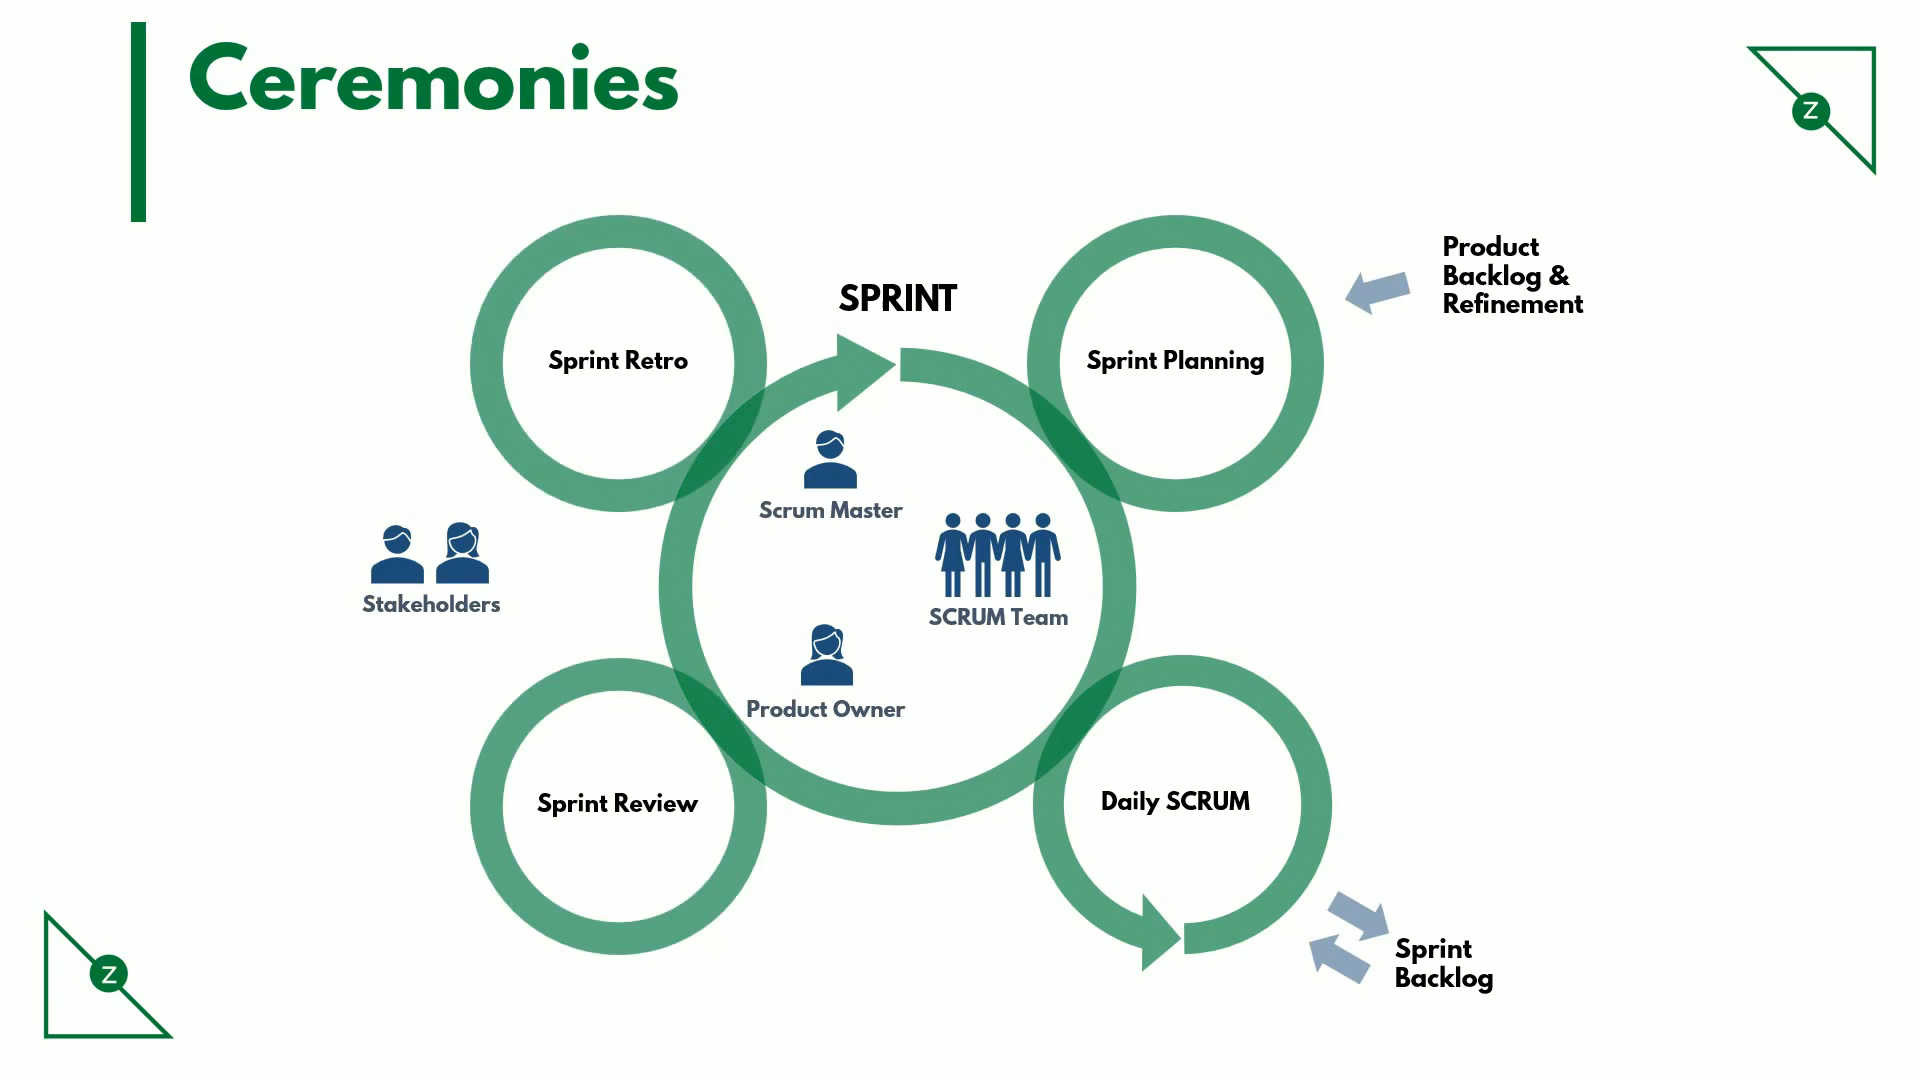 Ceremonies
Z
Product
Backlog &
Refinement
SPRINT
Sprint Retro
Sprint Planning
Scrum Master
Stakeholders
SCRUM Team
Product Owner
Sprint Review
Daily SCRUM
Sprint
Backlog
Z